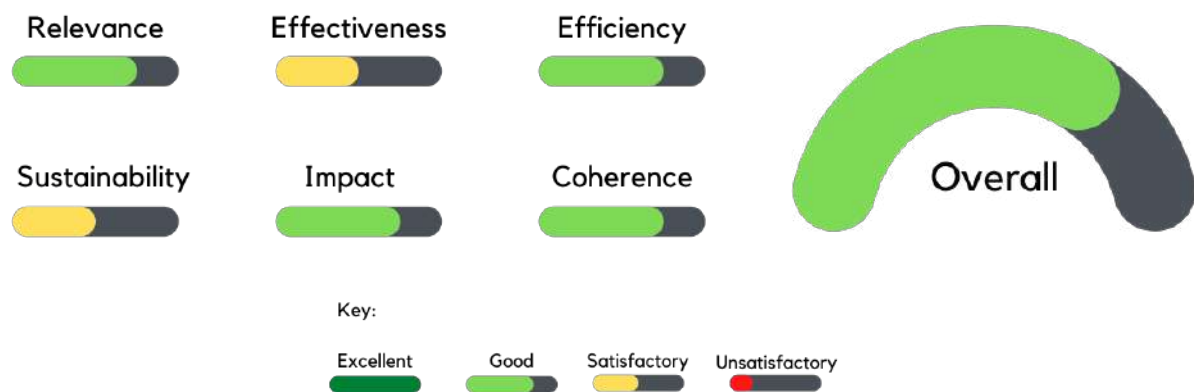 Relevance
Effectiveness
Efficiency
Sustainability
Impact
Coherence
Overall
Key:
Excellent
Good
Satisfactory
Unsatisfactory